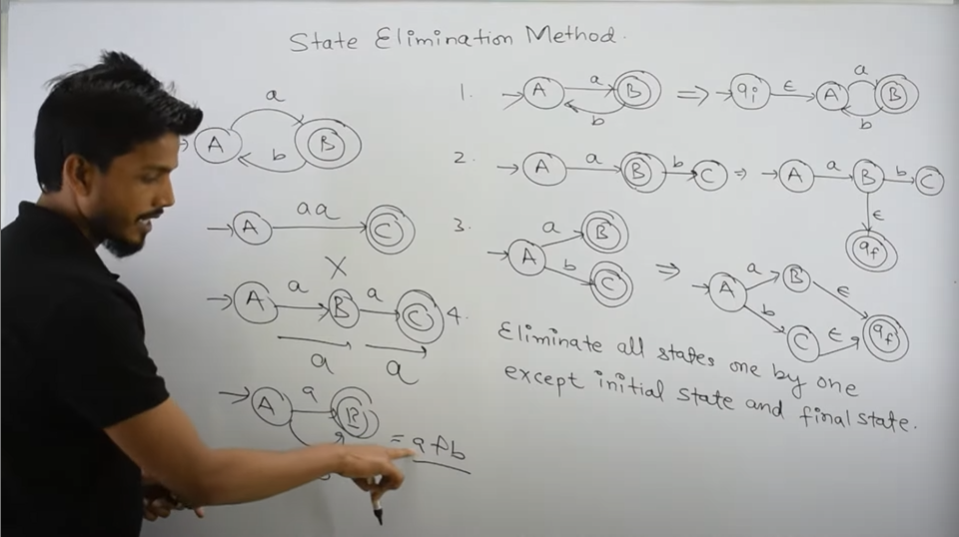 State Elimination Method.
a
A
B
b
A aa C
X
A a B a C
a a
A a B
= a+b
1. A a B b => qi ε A a B b
2. A a B b C => A a B b C
ε
qf
3. A a B
b C
=> A a B ε
b C ε qf
4. Eliminate all states one by one
except initial state and final state.